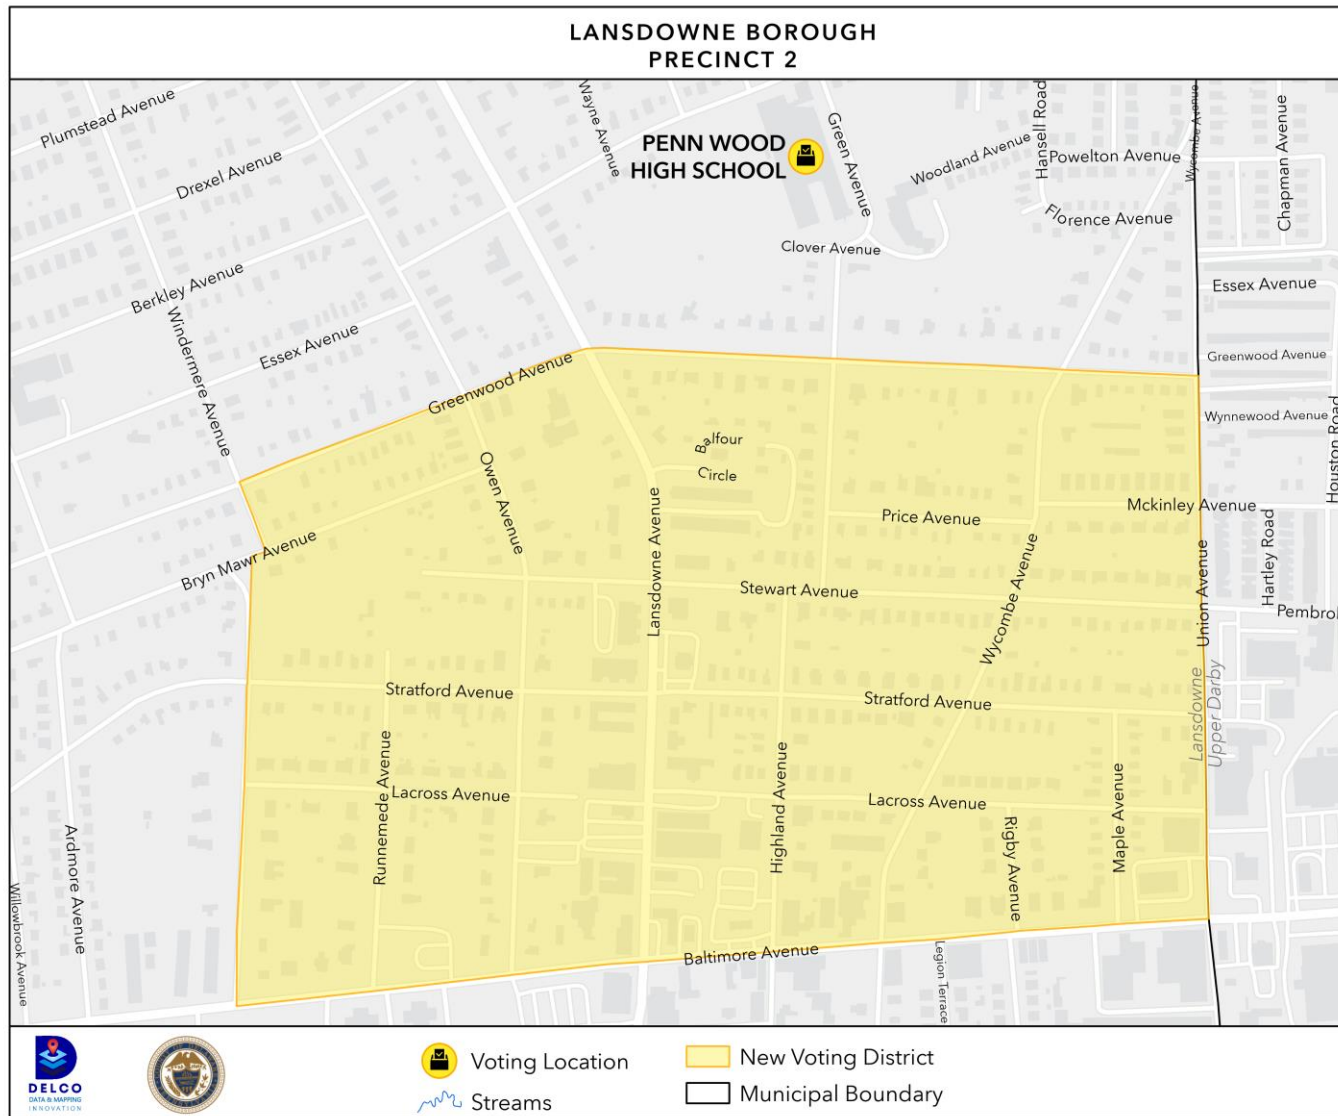 LANSDOWNE BOROUGH
PRECINCT 2
Plumstead Avenue
Drexel Avenue
Berkley Avenue
Windermere Avenue
Essex Avenue
Greenwood Avenue
Wayne Avenue
PENN WOOD
HIGH SCHOOL
Green Avenue
Woodland Avenue
Hansell Road
Powelton Avenue
Wycombe Avenue
Chapman Avenue
Florence Avenue
Clover Avenue
Essex Avenue
Greenwood Avenue
Wynnewood Avenue
Houston Road
Balfour
Circle
Owen Avenue
Lansdowne Avenue
Price Avenue
Mckinley Avenue
Bryn Mawr Avenue
Stewart Avenue
Wycombe Avenue
Union Avenue
Hartley Road
Pembrok
Stratford Avenue
Stratford Avenue
Lansdowne
Upper Darby
Runnemede Avenue
Lacross Avenue
Highland Avenue
Lacross Avenue
Rigby Avenue
Maple Avenue
Ardmore Avenue
Willowbrook Avenue
Baltimore Avenue
Legion Terrace
DELCO
DATA & MAPPING
INNOVATION
Voting Location
Streams
New Voting District
Municipal Boundary